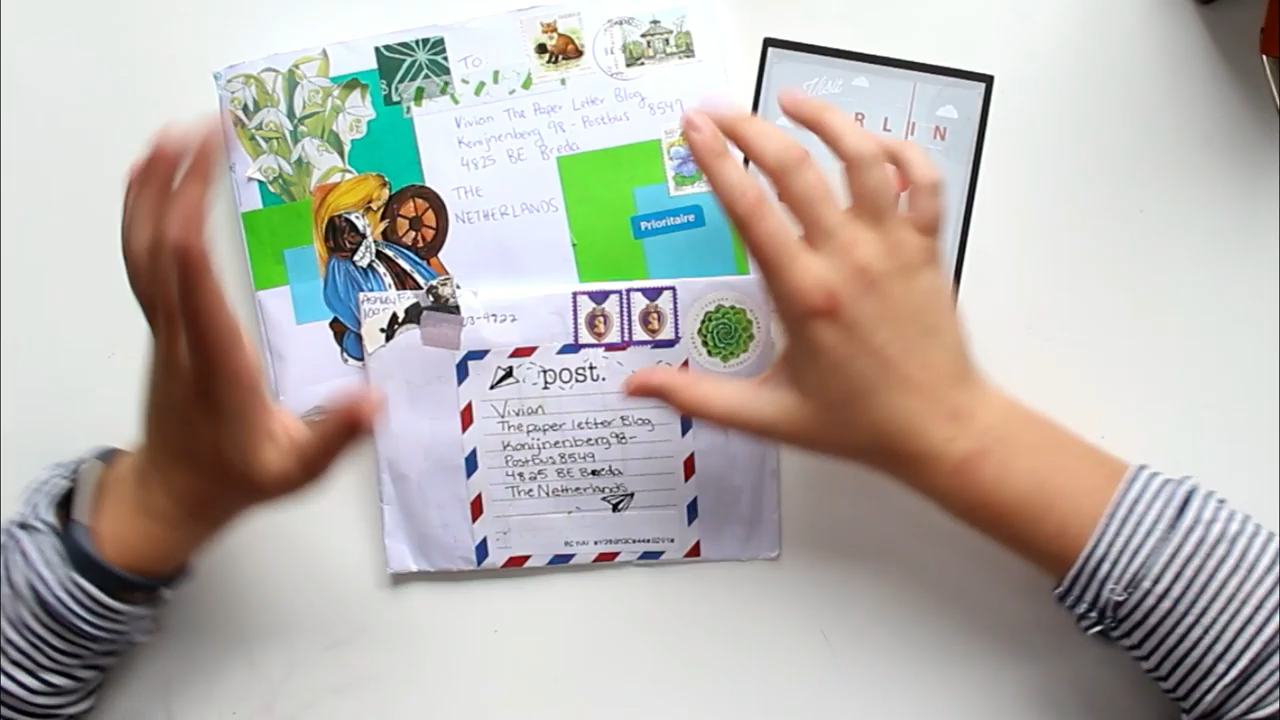 TO
Vivian The Paper Letter Blog
Konijnenberg 98 - Postbus 8549
4825 BE Breda
THE
NETHERLANDS
Prioritaire
Visit
RLIN
Ashley
post.
Vivian
The paper letter Blog
Konijnenberg 98-
Postbus 8549
4825 BE Breda
The Netherlands